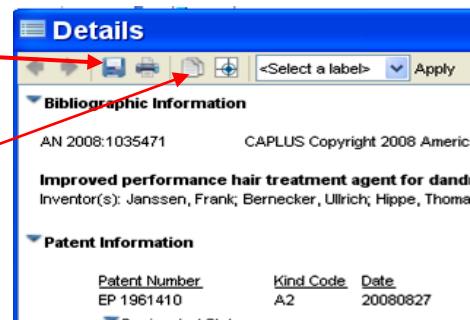 Details
<Select a label> Apply
Bibliographic Information
AN 2008:1035471 CAPLUS Copyright 2008 Americ
Improved performance hair treatment agent for dand
Inventor(s): Janssen, Frank; Bernecker, Ullrich; Hippe, Thoma
Patent Information
Patent Number Kind Code Date
EP 1961410 A2 20080827